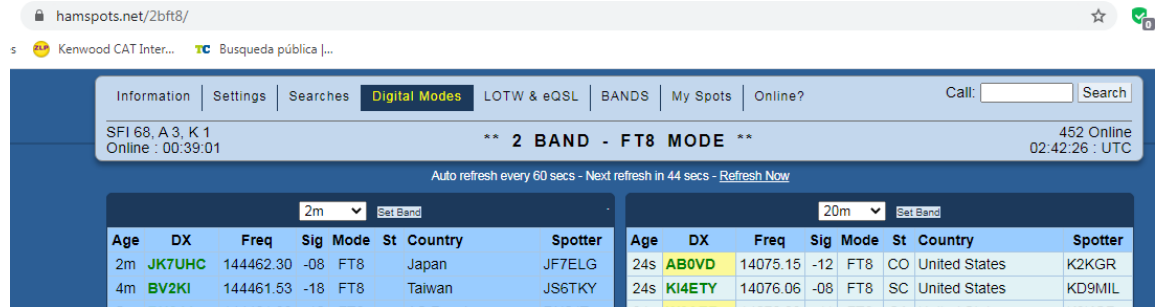 hamspots.net/2bft8/
0
s ZLP Kenwood CAT Inter... TC Busqueda pública |...
Information Settings Searches Digital Modes LOTW & eQSL BANDS My Spots Online? Call: Search
SFI 68, A 3, K 1
Online : 00:39:01
** 2 BAND - FT8 MODE **
452 Online
02:42:26 : UTC
Auto refresh every 60 secs - Next refresh in 44 secs - Refresh Now
2m Set Band -
Age DX Freq Sig Mode St Country Spotter
2m JK7UHC 144462.30 -08 FT8 Japan JF7ELG
4m BV2KI 144461.53 -18 FT8 Taiwan JS6TKY
20m Set Band
Age DX Freq Sig Mode St Country Spotter
24s AB0VD 14075.15 -12 FT8 CO United States K2KGR
24s KI4ETY 14076.06 -08 FT8 SC United States KD9MIL